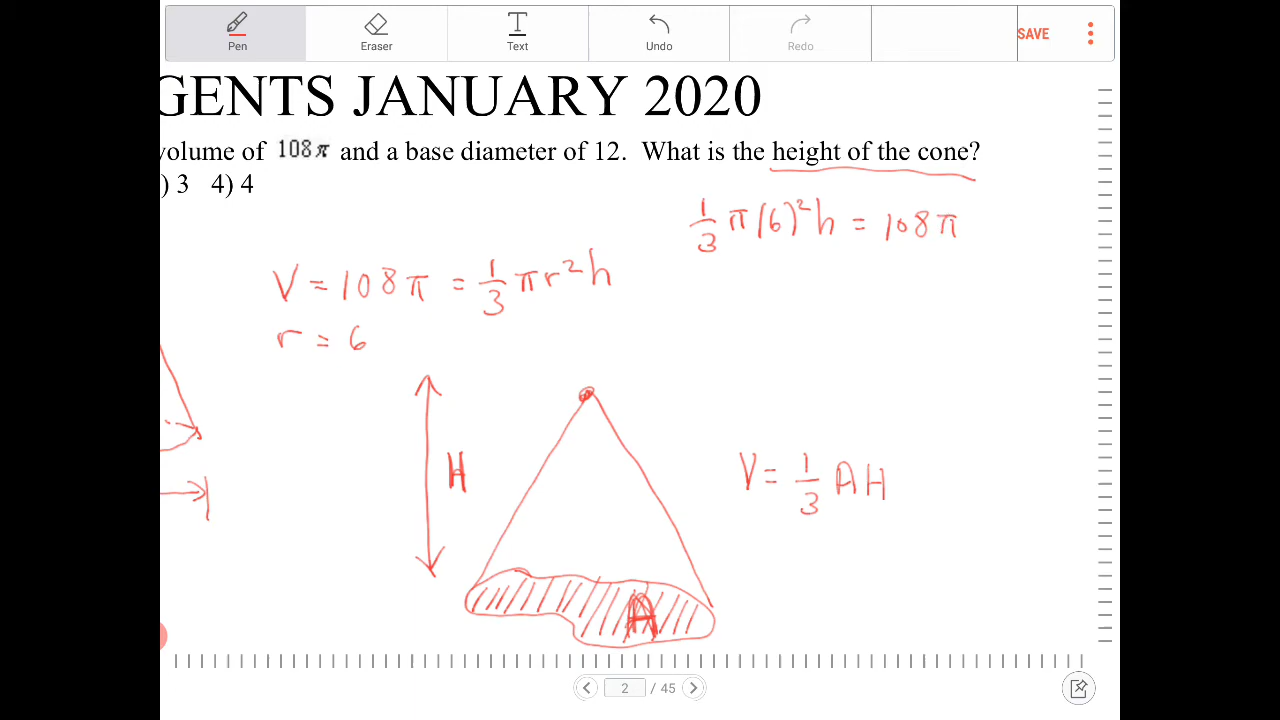 Pen Eraser Text Undo Redo SAVE
GENTS JANUARY 2020
volume of 108π and a base diameter of 12. What is the height of the cone?
) 3 4) 4
1/3 π(6)²h = 108π
V = 108π = 1/3 πr²h
r = 6
H
V = 1/3 AH
A
2 / 45